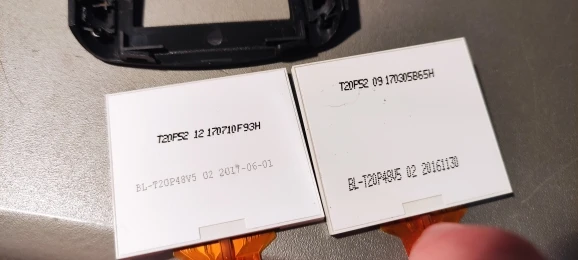 T20P52 12 170710F93H
BL-T20P48V5 02 2017-06-01
T20P52 09 170305B65H
BL-T20P48V5 02 20161130